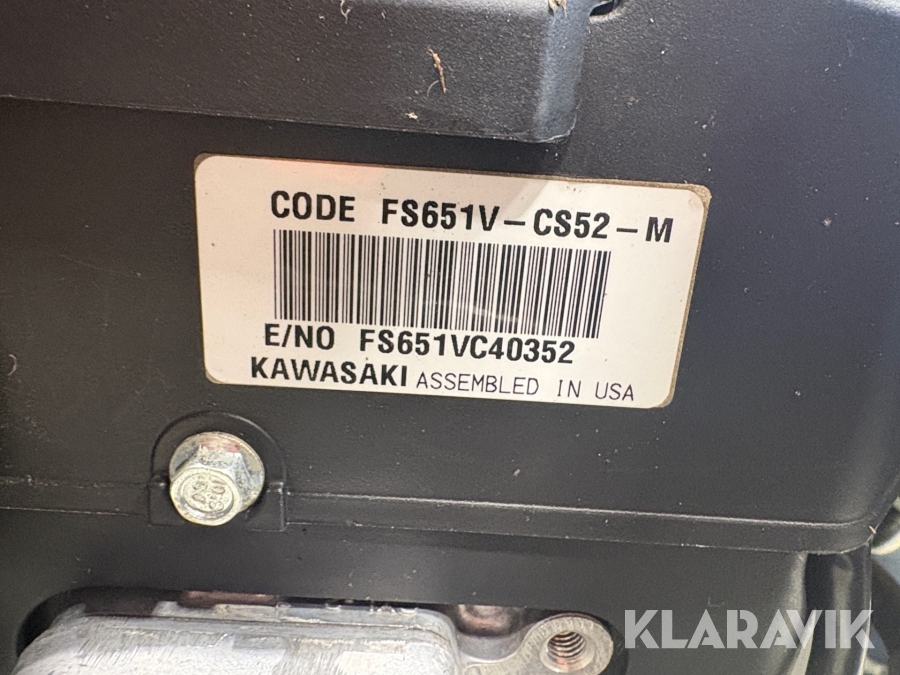 CODE FS651V-CS52-M
E/NO FS651VC40352
KAWASAKI ASSEMBLED IN USA
KLARAVIK